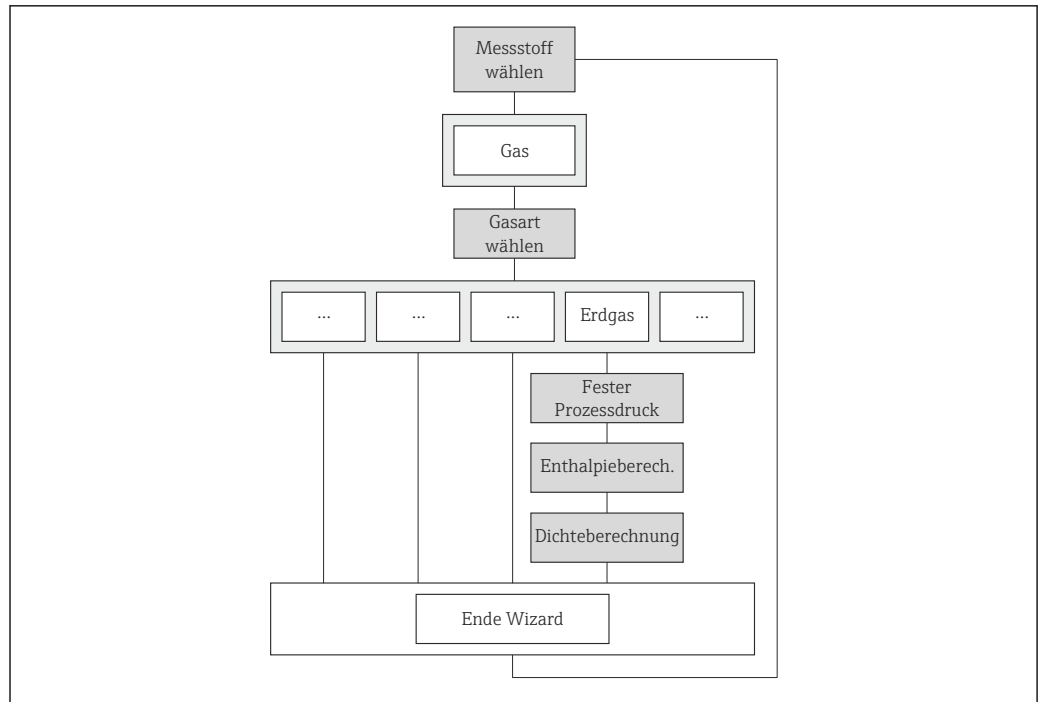 Messstoff
wählen
Gas
Gasart
wählen
...
...
...
Erdgas
...
Fester
Prozessdruck
Enthalpieberech.
Dichteberechnung
Ende Wizard